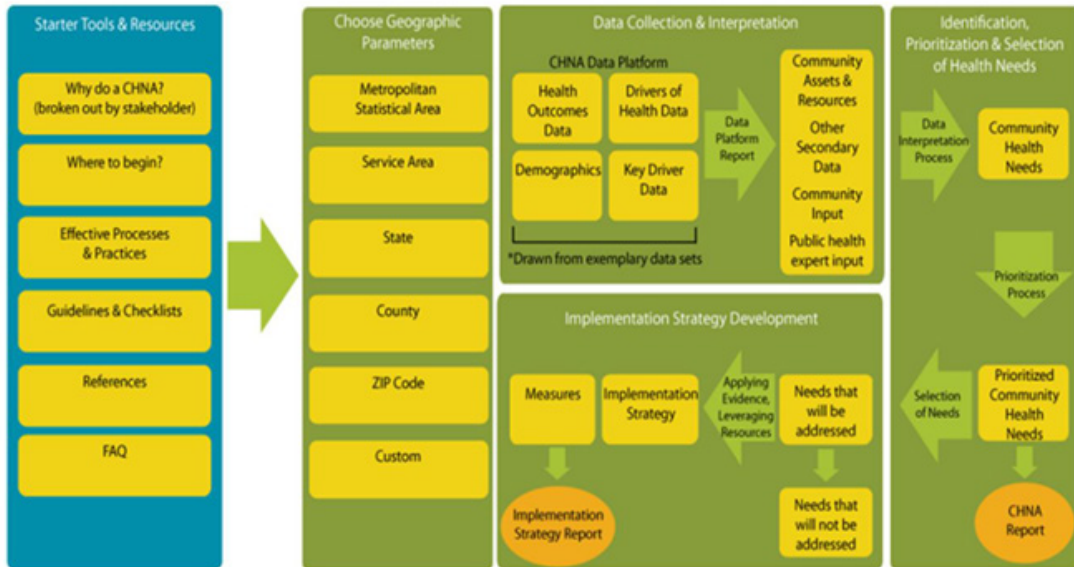 Starter Tools & Resources
Why do a CHNA?
(broken out by stakeholder)
Where to begin?
Effective Processes
& Practices
Guidelines & Checklists
References
FAQ
Choose Geographic
Parameters
Metropolitan
Statistical Area
Service Area
State
County
ZIP Code
Custom
Data Collection & Interpretation
CHNA Data Platform
Health
Outcomes
Data
Drivers of
Health Data
Demographics
Key Driver
Data
*Drawn from exemplary data sets
Data
Platform
Report
Community
Assets &
Resources
Other
Secondary
Data
Community
Input
Public health
expert input
Identification,
Prioritization & Selection
of Health Needs
Data
Interpretation
Process
Community
Health
Needs
Prioritization
Process
Prioritized
Community
Health
Needs
Selection
of Needs
CHNA
Report
Implementation Strategy Development
Measures
Implementation
Strategy
Applying
Evidence,
Leveraging
Resources
Needs that
will be
addressed
Needs that
will not be
addressed
Implementation
Strategy Report